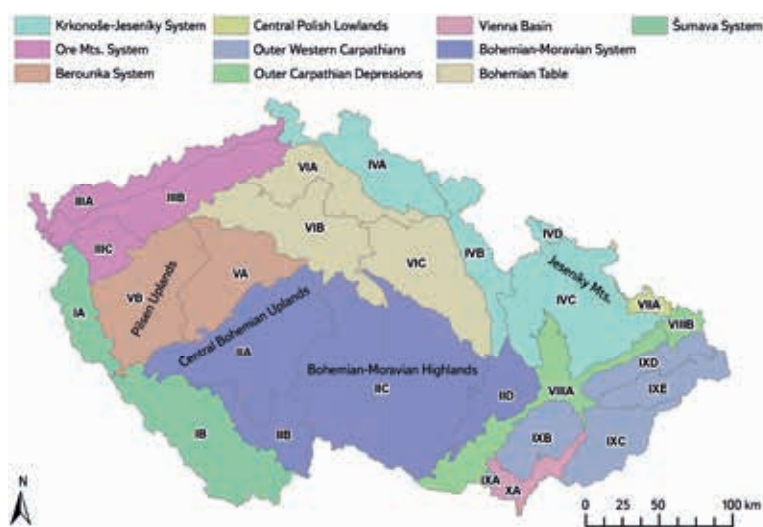 Krkonoše-Jeseníky System
Central Polish Lowlands
Vienna Basin
Šumava System
Ore Mts. System
Outer Western Carpathians
Bohemian-Moravian System
Berounka System
Outer Carpathian Depressions
Bohemian Table
IVA
VIA
IIIA
IIIB
VIB
IVD
IIIC
IVB
VIC
Jeseníky Mts.
VA
IVC
IA
VB
Pilsen Uplands
VIIA
VIIIB
Central Bohemian Uplands
IIA
IXD
Bohemian-Moravian Highlands
IXE
IIC
IID
VIIIA
IB
IIB
IXB
IXC
IXA
XA
N
0 25 50 100 km